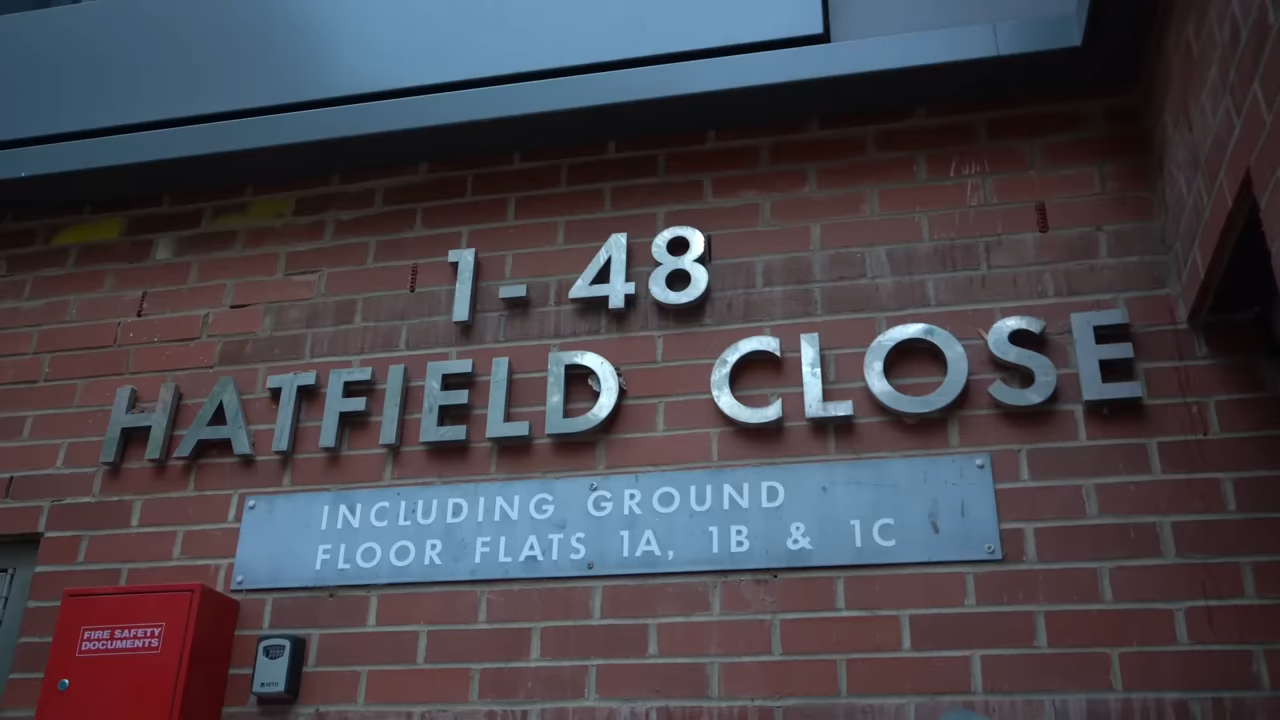 1 - 48
HATFIELD CLOSE
INCLUDING GROUND
FLOOR FLATS 1A, 1B & 1C
FIRE SAFETY
DOCUMENTS